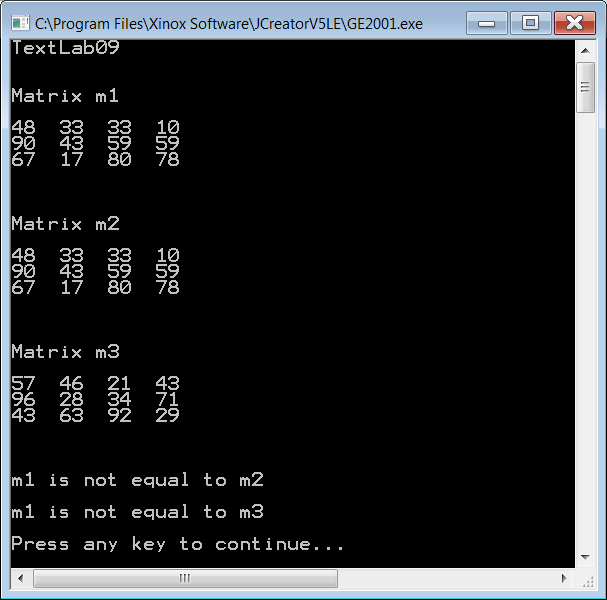 C:\Program Files\Xinox Software\JCreatorV5LE\GE2001.exe
TextLab09
Matrix m1
48 33 33 10
90 43 59 59
67 17 80 78
Matrix m2
48 33 33 10
90 43 59 59
67 17 80 78
Matrix m3
57 46 21 43
96 28 34 71
43 63 92 29
m1 is not equal to m2
m1 is not equal to m3
Press any key to continue...